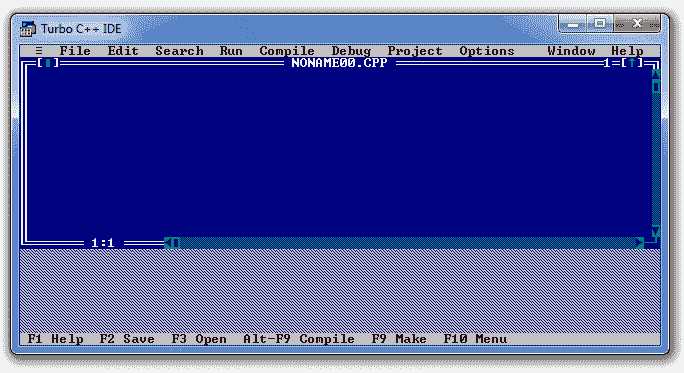 Turbo C++ IDE
≡ File Edit Search Run Compile Debug Project Options Window Help
[■] NONAME00.CPP 1=[↑]
1:1
F1 Help F2 Save F3 Open Alt-F9 Compile F9 Make F10 Menu